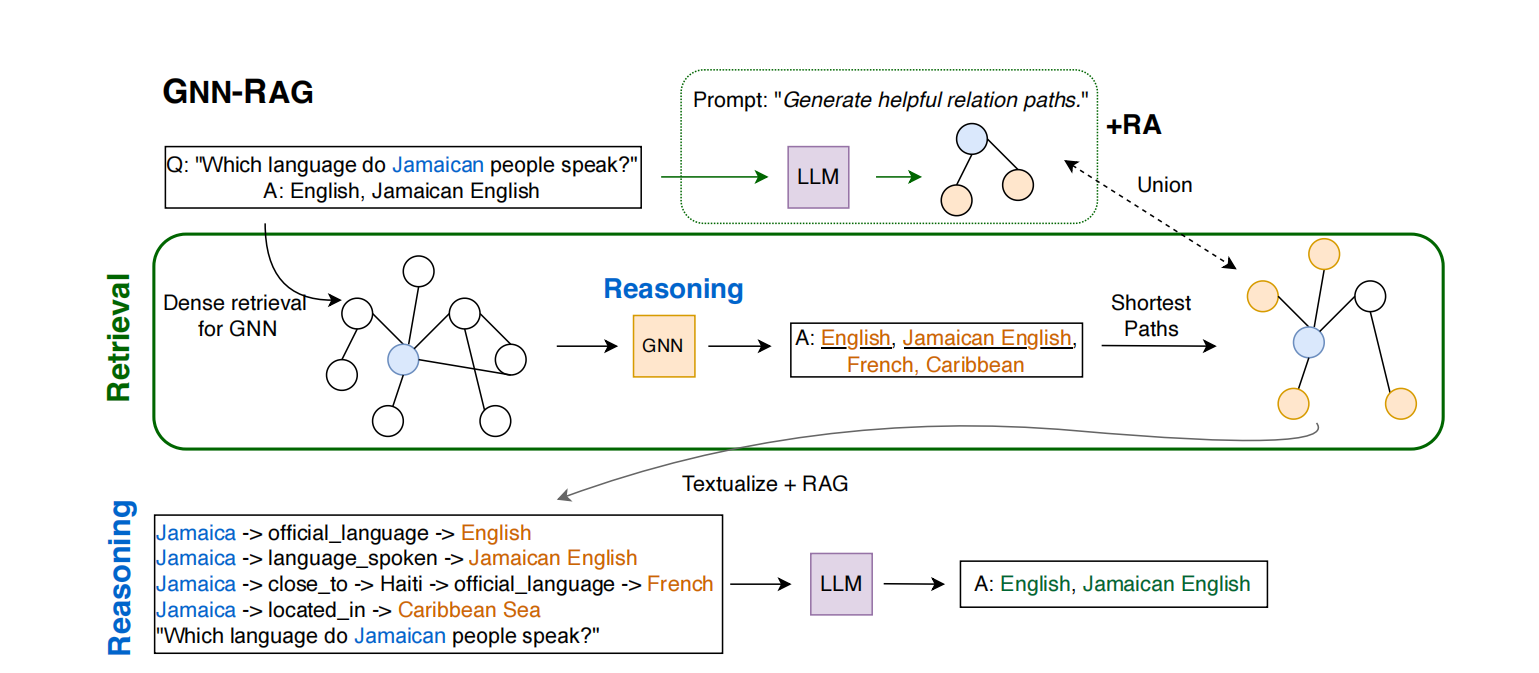 GNN-RAG
Prompt: "Generate helpful relation paths."
+RA
Q: "Which language do Jamaican people speak?"
A: English, Jamaican English
LLM
Union
Retrieval
Dense retrieval
for GNN
Reasoning
GNN
A: English, Jamaican English,
French, Caribbean
Shortest
Paths
Textualize + RAG
Reasoning
Jamaica -> official_language -> English
Jamaica -> language_spoken -> Jamaican English
Jamaica -> close_to -> Haiti -> official_language -> French
Jamaica -> located_in -> Caribbean Sea
"Which language do Jamaican people speak?"
LLM
A: English, Jamaican English